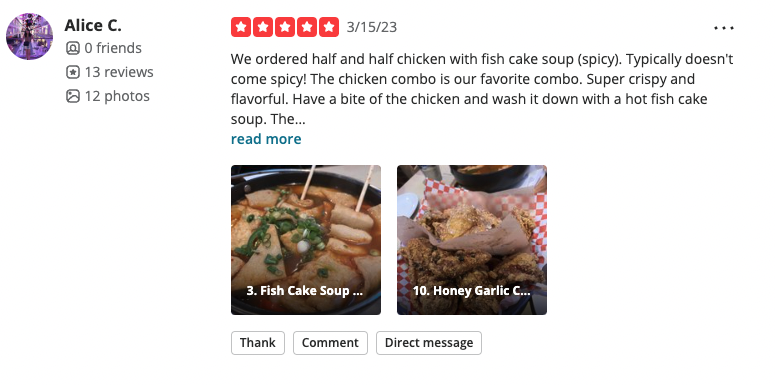 Alice C.
0 friends
13 reviews
12 photos
3/15/23
We ordered half and half chicken with fish cake soup (spicy). Typically doesn't
come spicy! The chicken combo is our favorite combo. Super crispy and
flavorful. Have a bite of the chicken and wash it down with a hot fish cake
soup. The...
read more
3. Fish Cake Soup ...
10. Honey Garlic C...
Thank
Comment
Direct message